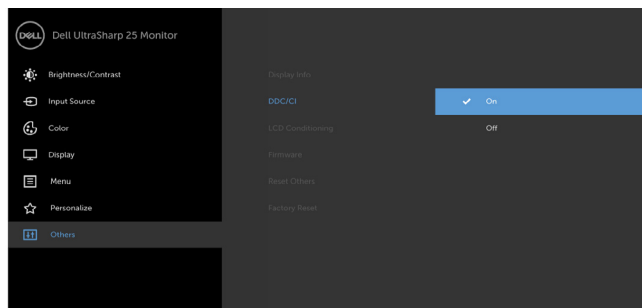 DELL
Dell UltraSharp 25 Monitor
Brightness/Contrast
Input Source
Color
Display
Menu
Personalize
Others
Display Info
DDC/CI
LCD Conditioning
Firmware
Reset Others
Factory Reset
On
Off